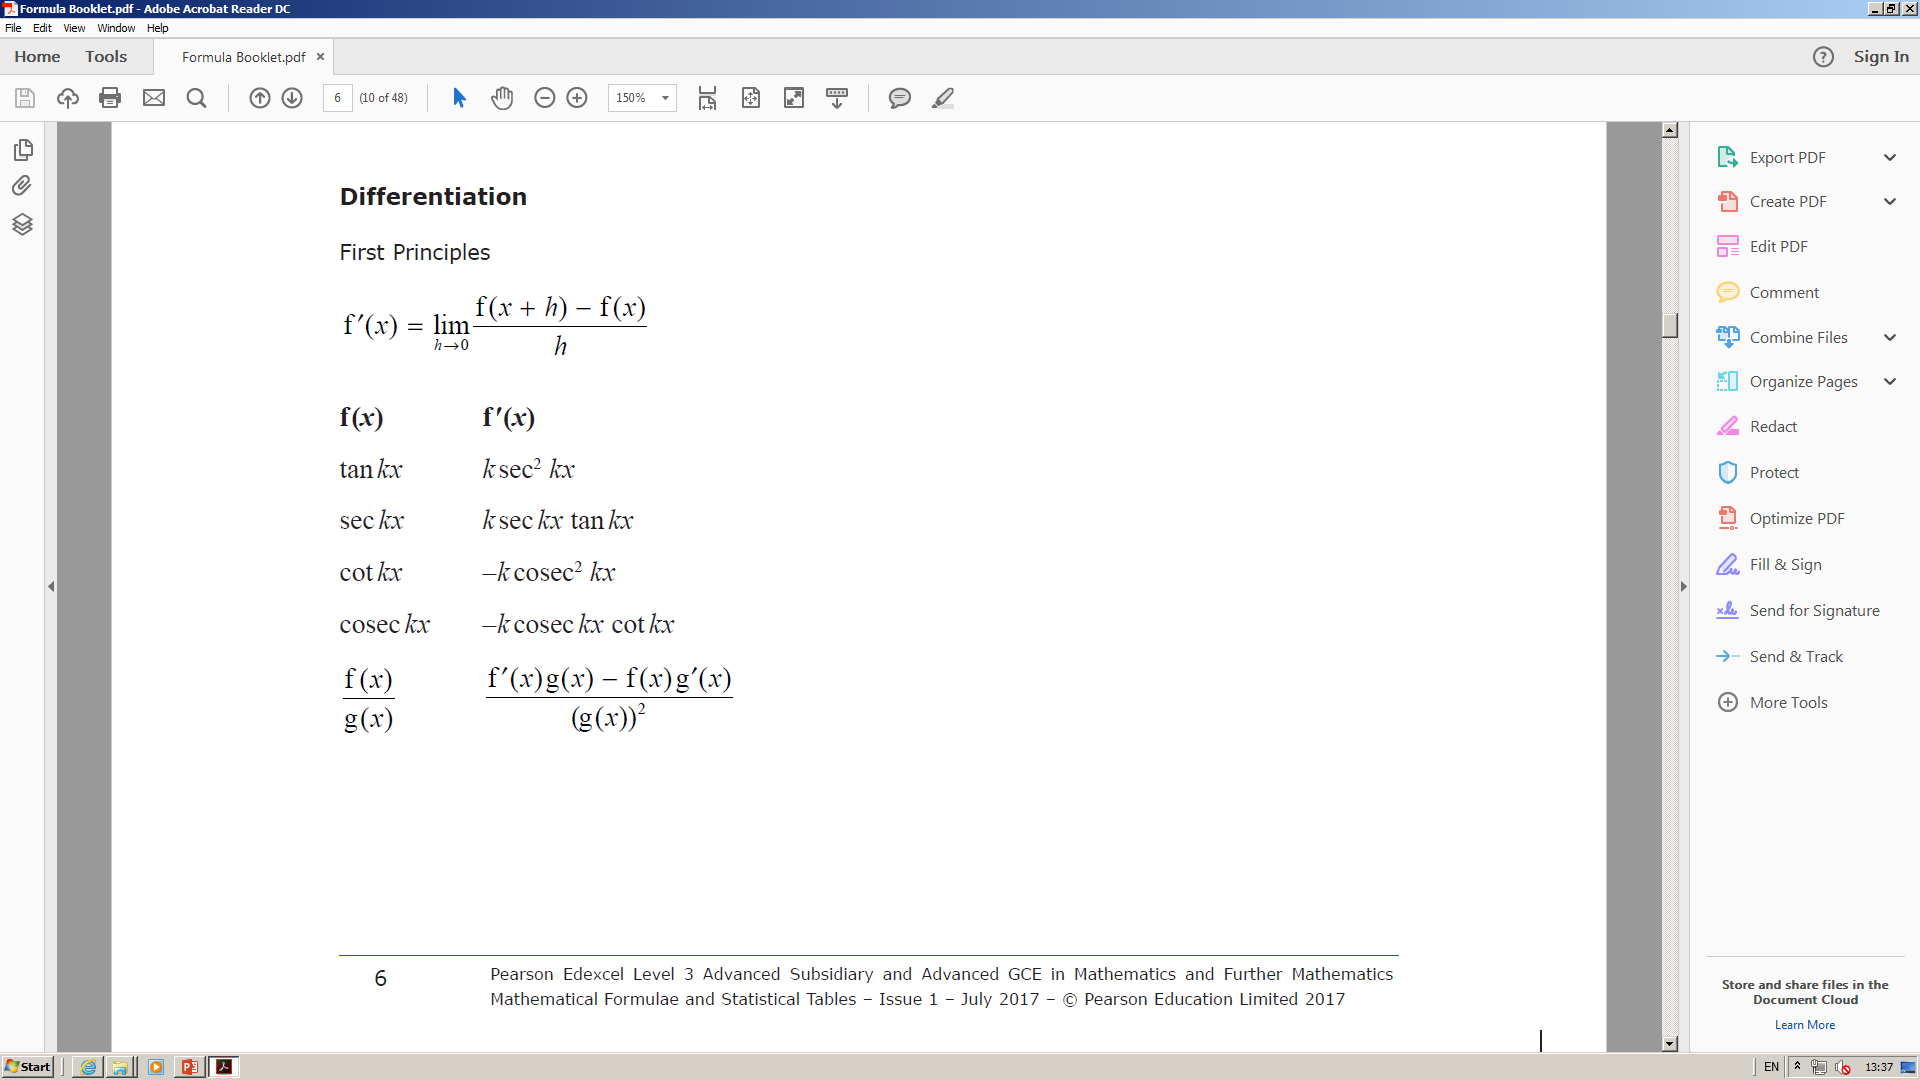 Formula Booklet.pdf - Adobe Acrobat Reader DC
File Edit View Window Help
Home Tools Formula Booklet.pdf × ? Sign In
6 (10 of 48) 150%
Differentiation
First Principles
f′(x) = lim h→0 (f(x + h) − f(x)) / h
f(x) f′(x)
tan kx k sec² kx
sec kx k sec kx tan kx
cot kx –k cosec² kx
cosec kx –k cosec kx cot kx
f(x) / g(x) (f′(x)g(x) − f(x)g′(x)) / (g(x))²
6 Pearson Edexcel Level 3 Advanced Subsidiary and Advanced GCE in Mathematics and Further Mathematics
Mathematical Formulae and Statistical Tables – Issue 1 – July 2017 – © Pearson Education Limited 2017
Export PDF
Create PDF
Edit PDF
Comment
Combine Files
Organize Pages
Redact
Protect
Optimize PDF
Fill & Sign
Send for Signature
Send & Track
More Tools
Store and share files in the
Document Cloud
Learn More
Start EN 13:37